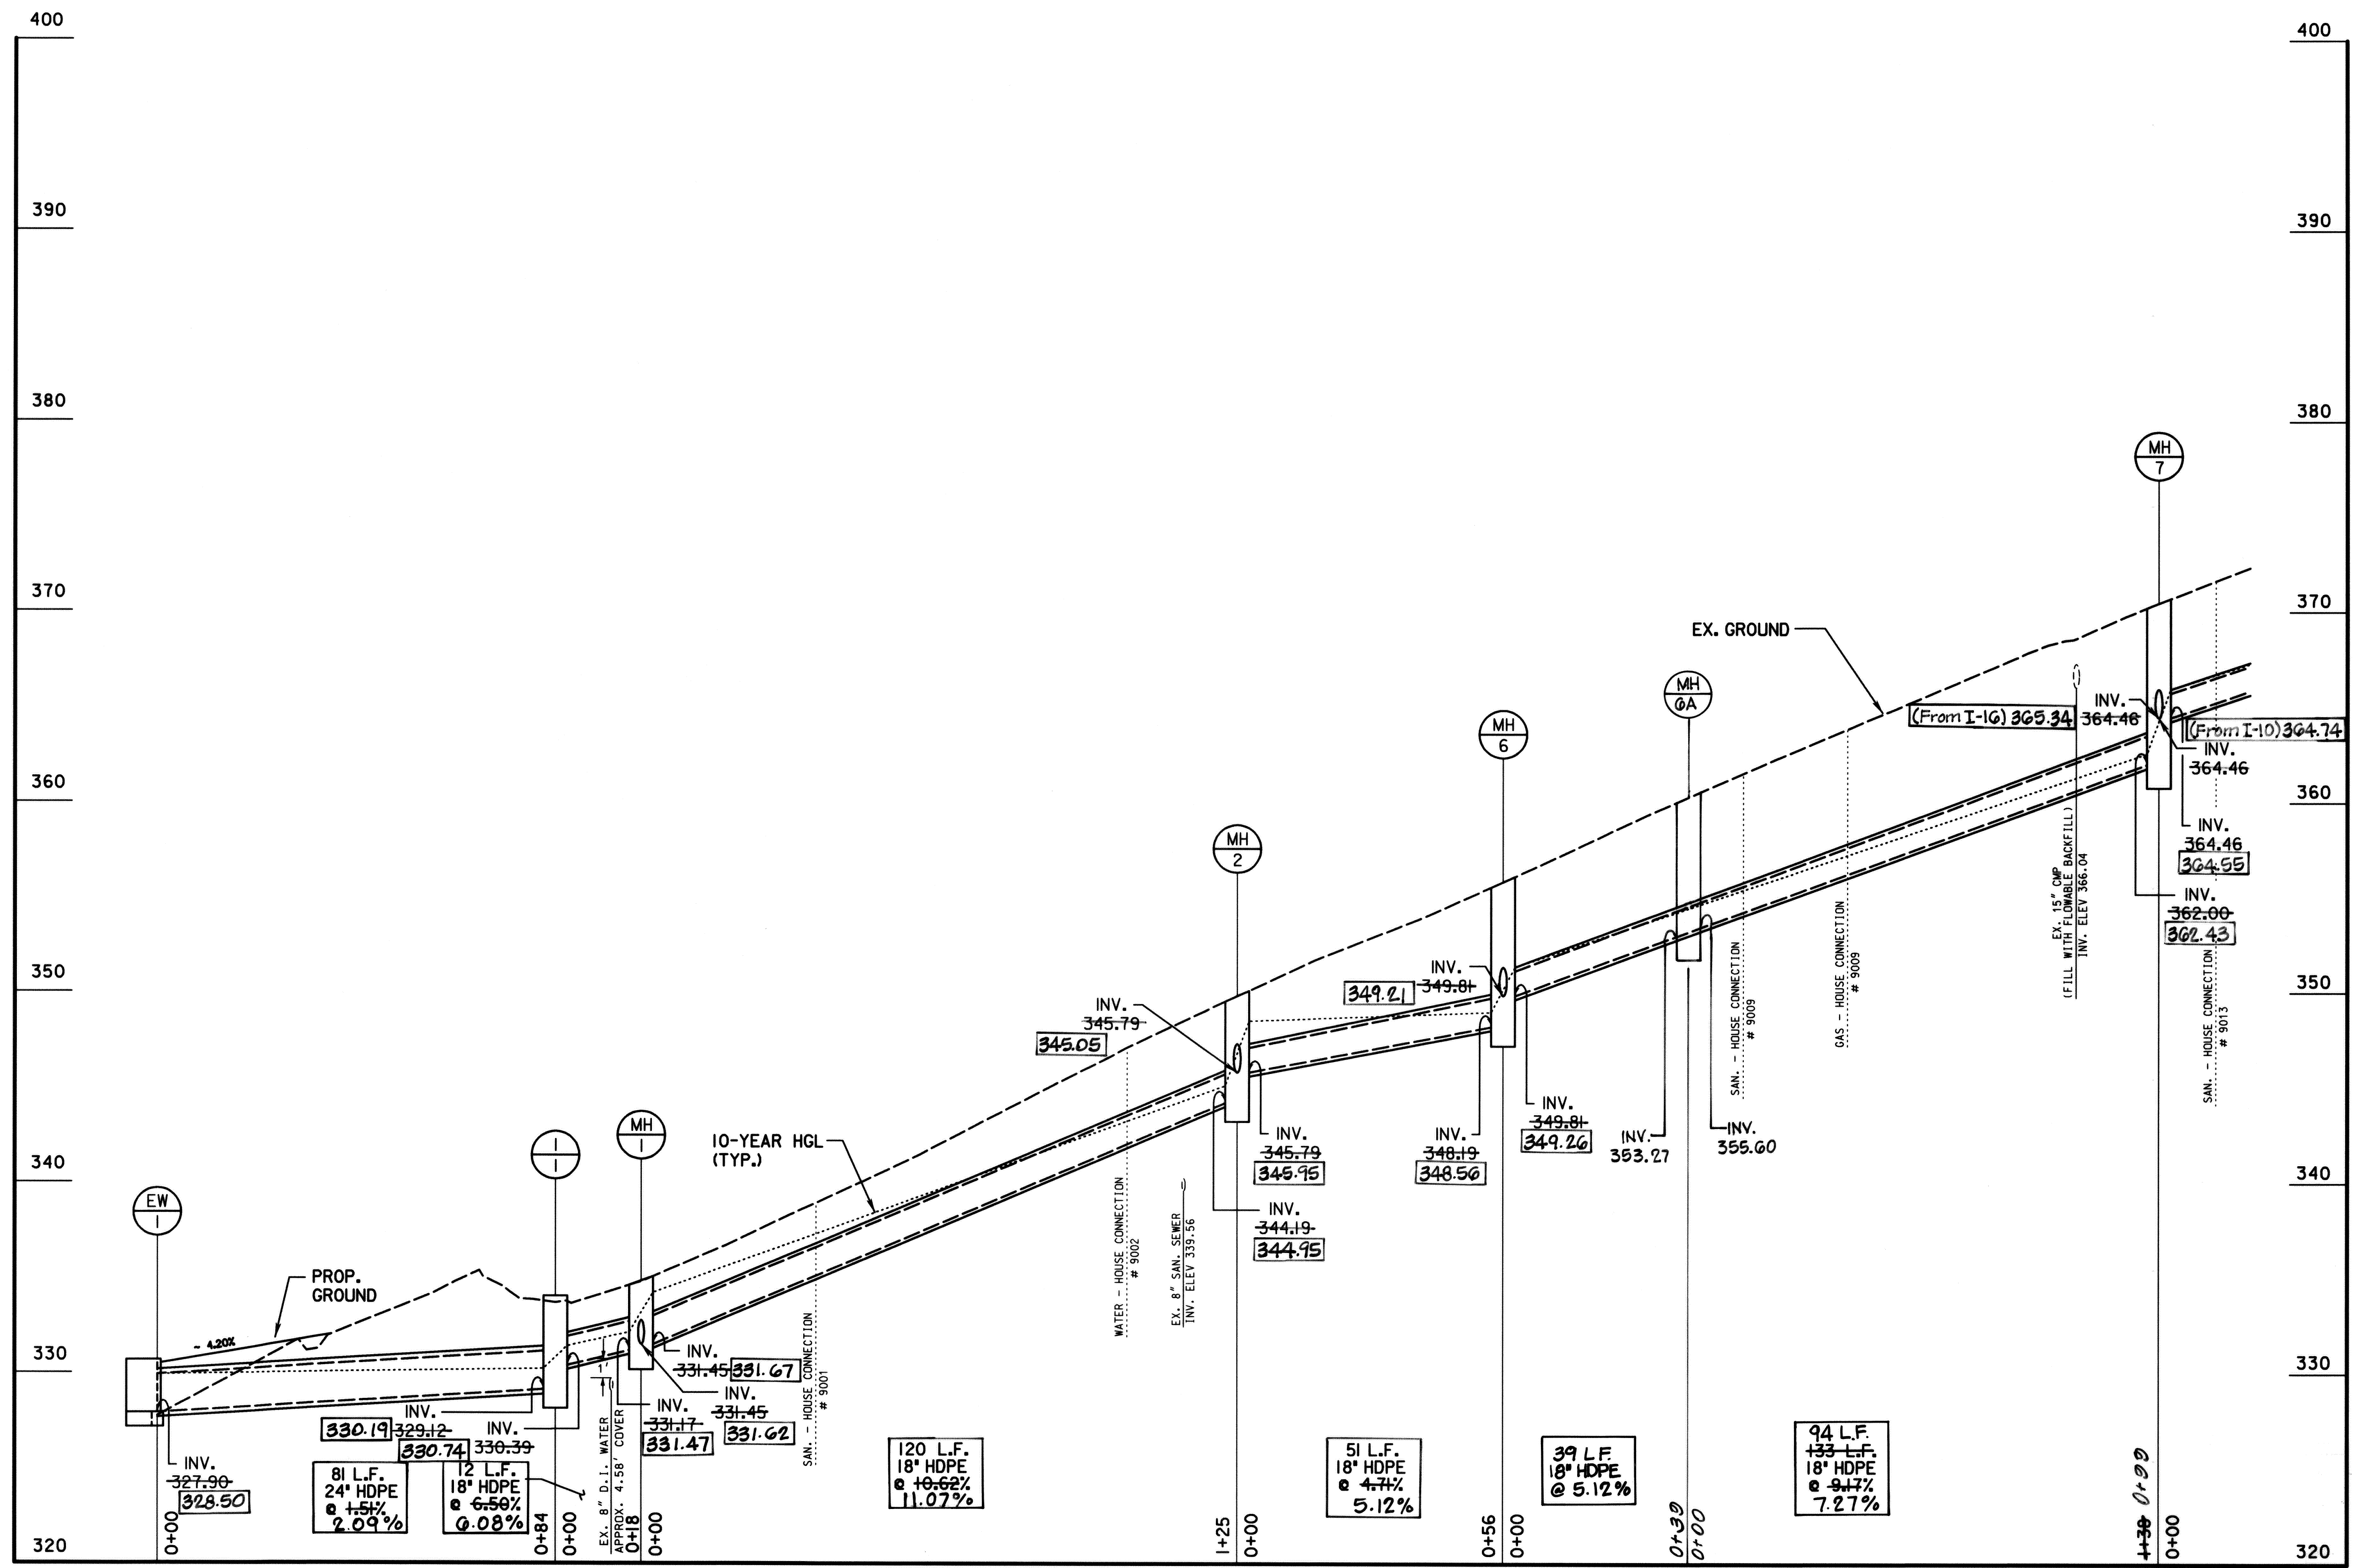 400
390
380
370
360
350
340
330
320
400
390
380
370
360
350
340
330
320
EW
1
PROP.
GROUND
~ 4.20%
INV.
327.90
328.50
0+00
81 L.F.
24" HDPE
@ 1.51%
2.09%
INV.
330.19 329.12
I
1
INV.
330.74 330.39
12 L.F.
18" HDPE
@ 6.50%
6.08%
0+84
0+00
EX. 8" D.I. WATER
APPROX. 4.58' COVER
1'
MH
1
INV.
331.17
331.47
INV.
331.45
331.62
INV.
331.45 331.67
0+18
0+00
SAN. - HOUSE CONNECTION
# 9001
10-YEAR HGL
(TYP.)
120 L.F.
18" HDPE
@ 10.62%
11.07%
WATER - HOUSE CONNECTION
# 9002
EX. 8" SAN. SEWER
INV. ELEV 339.56
MH
2
INV.
345.79
345.05
INV.
345.79
345.95
INV.
344.19
344.95
1+25
0+00
51 L.F.
18" HDPE
@ 4.71%
5.12%
MH
6
INV.
349.21 349.81
INV.
348.19
348.56
INV.
349.81
349.26
0+56
0+00
39 L.F.
18" HDPE
@ 5.12%
MH
6A
INV.
353.27
INV.
355.60
0+39
0+00
SAN. - HOUSE CONNECTION
# 9009
GAS - HOUSE CONNECTION
# 9009
EX. GROUND
94 L.F.
133 L.F.
18" HDPE
@ 9.17%
7.27%
EX. 15" CMP
(FILL WITH FLOWABLE BACKFILL)
INV. ELEV 366.04
MH
7
INV.
(From I-16) 365.34 364.46
(From I-10) 364.74
INV.
364.46
INV.
364.46
364.55
INV.
362.00
362.43
SAN. - HOUSE CONNECTION
# 9013
1+38 0+99
0+00